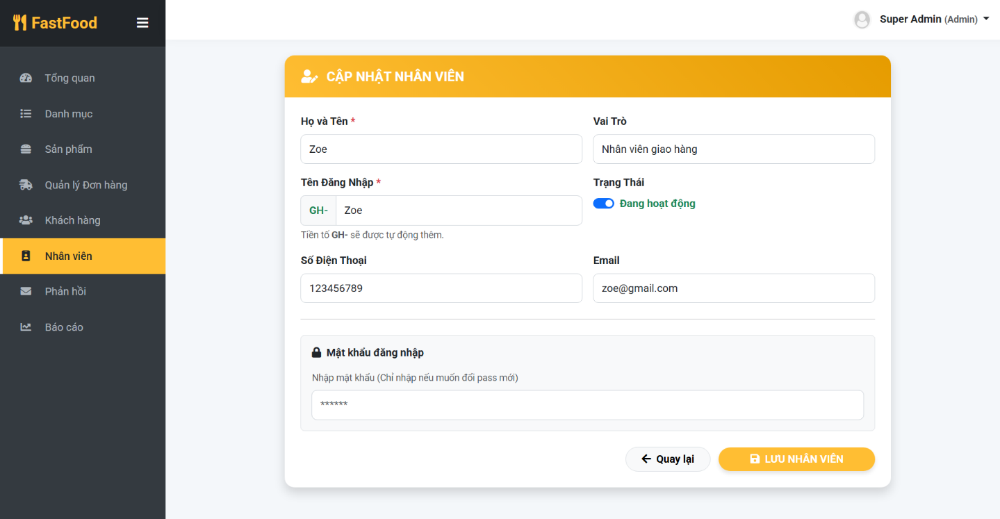 FastFood
Super Admin (Admin)
Tổng quan
Danh mục
Sản phẩm
Quản lý Đơn hàng
Khách hàng
Nhân viên
Phản hồi
Báo cáo
CẬP NHẬT NHÂN VIÊN
Họ và Tên *
Zoe
Vai Trò
Nhân viên giao hàng
Tên Đăng Nhập *
GH- Zoe
Tiền tố GH- sẽ được tự động thêm.
Trạng Thái
Đang hoạt động
Số Điện Thoại
123456789
Email
zoe@gmail.com
Mật khẩu đăng nhập
Nhập mật khẩu (Chỉ nhập nếu muốn đổi pass mới)
******
Quay lại
LƯU NHÂN VIÊN